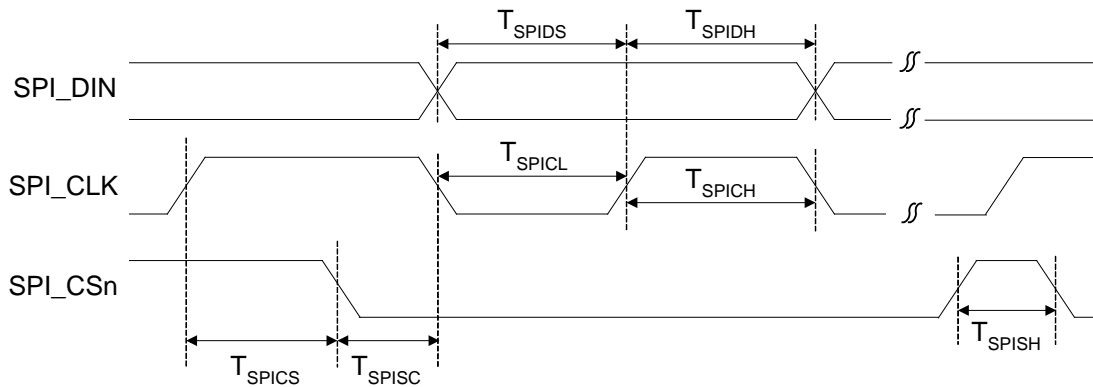 T_SPIDS T_SPIDH
SPI_DIN
SPI_CLK
T_SPICL
T_SPICH
SPI_CSn
T_SPICS T_SPISC
T_SPISH